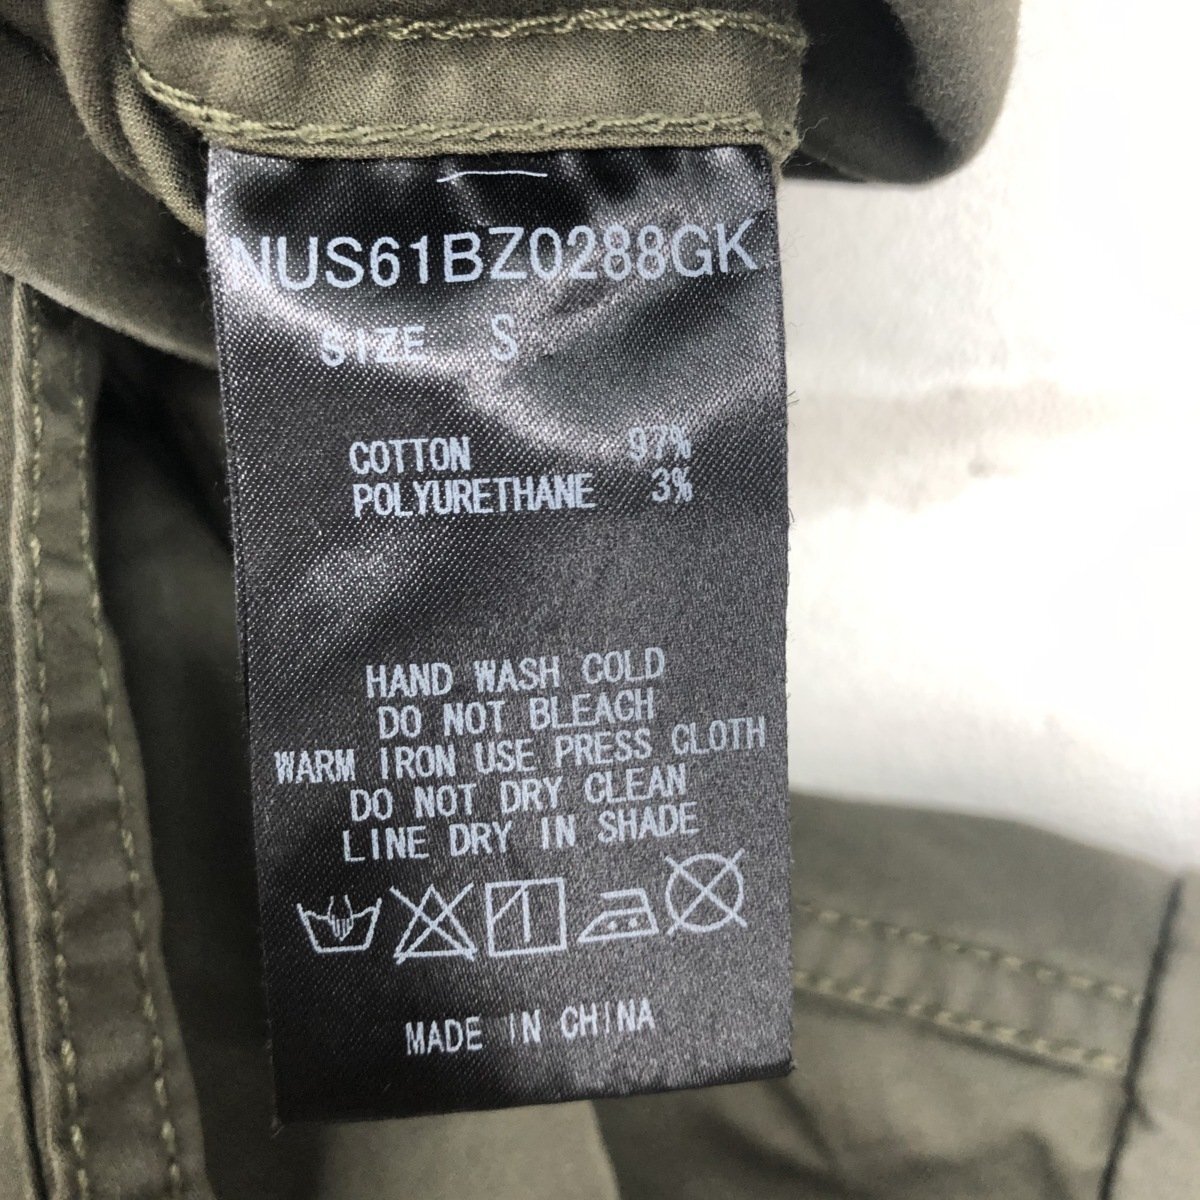 NUS61BZ0288GK
SIZE S
COTTON 97%
POLYURETHANE 3%
HAND WASH COLD
DO NOT BLEACH
WARM IRON USE PRESS CLOTH
DO NOT DRY CLEAN
LINE DRY IN SHADE
MADE IN CHINA